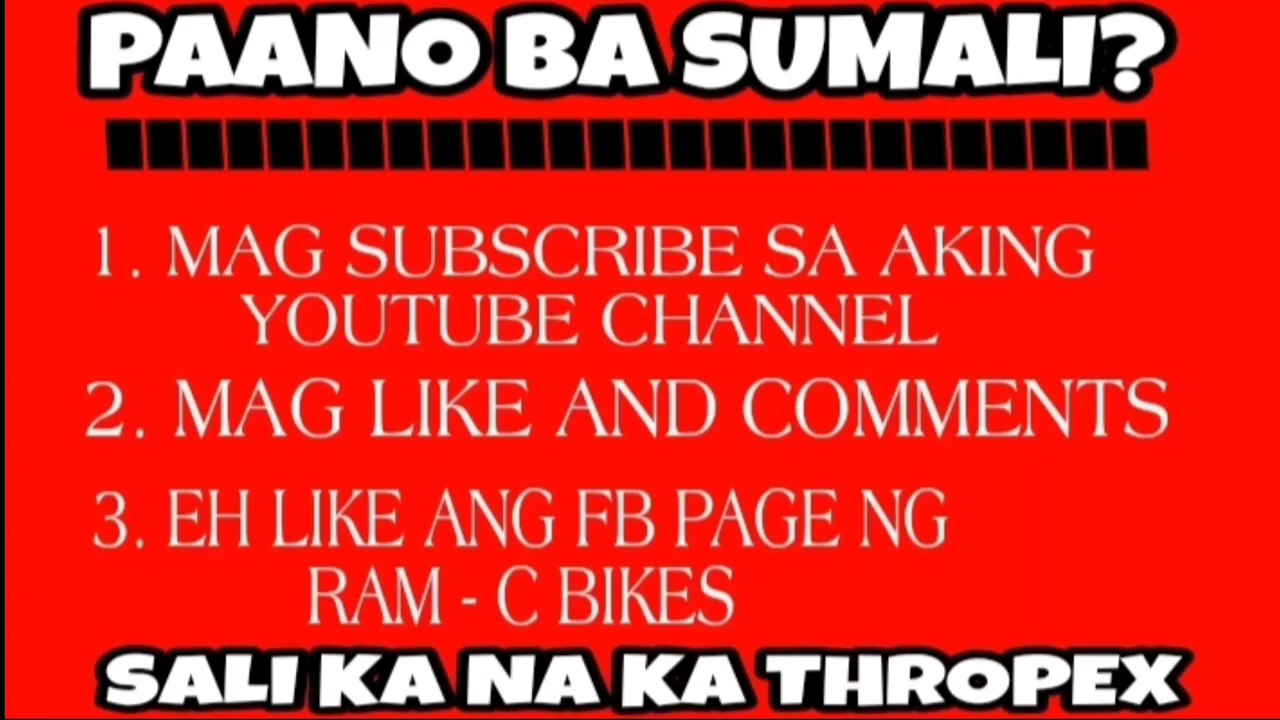 PAANO BA SUMALI?
1. MAG SUBSCRIBE SA AKING
YOUTUBE CHANNEL
2. MAG LIKE AND COMMENTS
3. EH LIKE ANG FB PAGE NG
RAM - C BIKES
SALI KA NA KA THROPEX